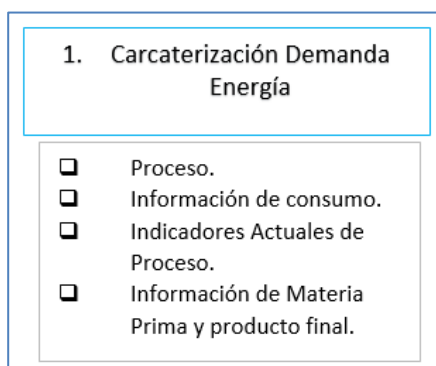 1. Carcaterización Demanda
Energía
❑ Proceso.
❑ Información de consumo.
❑ Indicadores Actuales de
Proceso.
❑ Información de Materia
Prima y producto final.